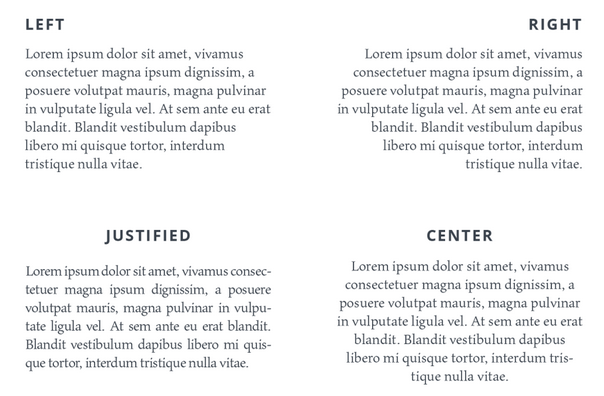 LEFT
Lorem ipsum dolor sit amet, vivamus
consectetuer magna ipsum dignissim, a
posuere volutpat mauris, magna pulvinar
in vulputate ligula vel. At sem ante eu erat
blandit. Blandit vestibulum dapibus
libero mi quisque tortor, interdum
tristique nulla vitae.
RIGHT
Lorem ipsum dolor sit amet, vivamus
consectetuer magna ipsum dignissim, a
posuere volutpat mauris, magna pulvinar
in vulputate ligula vel. At sem ante eu erat
blandit. Blandit vestibulum dapibus
libero mi quisque tortor, interdum
tristique nulla vitae.
JUSTIFIED
Lorem ipsum dolor sit amet, vivamus consec-
tetuer magna ipsum dignissim, a posuere
volutpat mauris, magna pulvinar in vulpu-
tate ligula vel. At sem ante eu erat blandit.
Blandit vestibulum dapibus libero mi quis-
que tortor, interdum tristique nulla vitae.
CENTER
Lorem ipsum dolor sit amet, vivamus
consectetuer magna ipsum dignissim, a
posuere volutpat mauris, magna pulvinar
in vulputate ligula vel. At sem ante eu erat
blandit. Blandit vestibulum dapibus
libero mi quisque tortor, interdum tris-
tique nulla vitae.